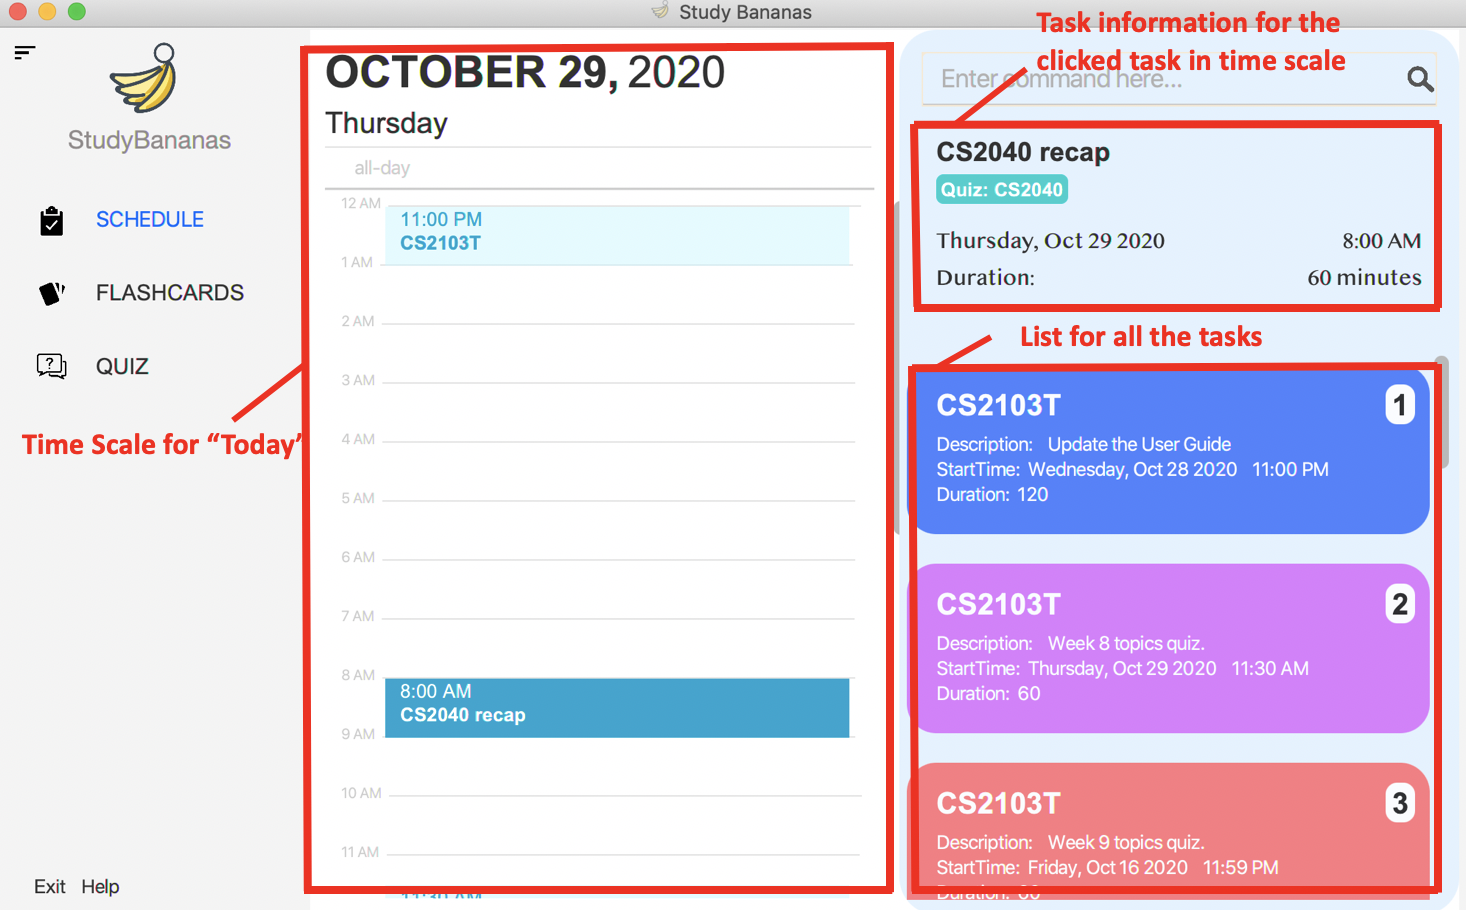 Study Bananas
StudyBananas
SCHEDULE
FLASHCARDS
QUIZ
Time Scale for “Today”
Exit Help
OCTOBER 29, 2020
Thursday
all-day
12 AM
11:00 PM
CS2103T
1 AM
2 AM
3 AM
4 AM
5 AM
6 AM
7 AM
8 AM
8:00 AM
CS2040 recap
9 AM
10 AM
11 AM
11:30 AM
Task information for the
clicked task in time scale
Enter command here...
CS2040 recap
Quiz: CS2040
Thursday, Oct 29 2020 8:00 AM
Duration: 60 minutes
List for all the tasks
CS2103T 1
Description: Update the User Guide
StartTime: Wednesday, Oct 28 2020 11:00 PM
Duration: 120
CS2103T 2
Description: Week 8 topics quiz.
StartTime: Thursday, Oct 29 2020 11:30 AM
Duration: 60
CS2103T 3
Description: Week 9 topics quiz.
StartTime: Friday, Oct 16 2020 11:59 PM
Duration: 60